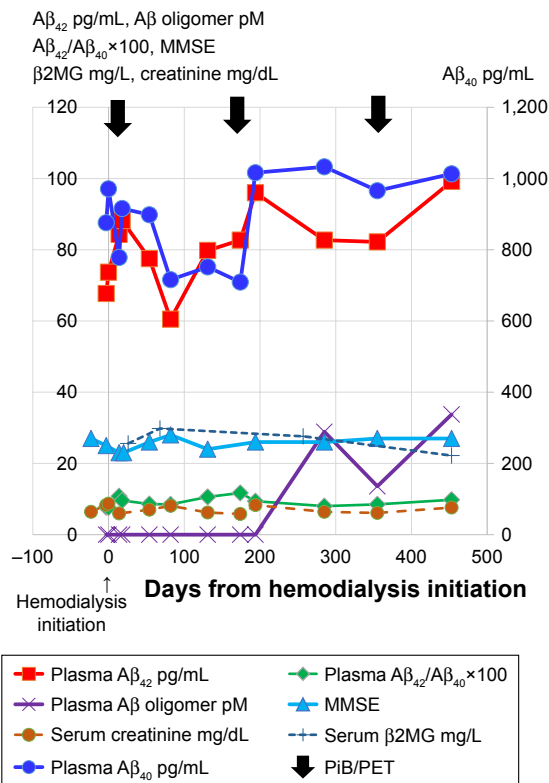 Aβ₄₂ pg/mL, Aβ oligomer pM
Aβ₄₂/Aβ₄₀×100, MMSE
β2MG mg/L, creatinine mg/dL
Aβ₄₀ pg/mL
120 1,200
100 1,000
80 800
60 600
40 400
20 200
0 0
–100 0 100 200 300 400 500
↑
Hemodialysis
initiation
Days from hemodialysis initiation
Plasma Aβ₄₂ pg/mL
Plasma Aβ₄₂/Aβ₄₀×100
Plasma Aβ oligomer pM
MMSE
Serum creatinine mg/dL
Serum β2MG mg/L
Plasma Aβ₄₀ pg/mL
PiB/PET